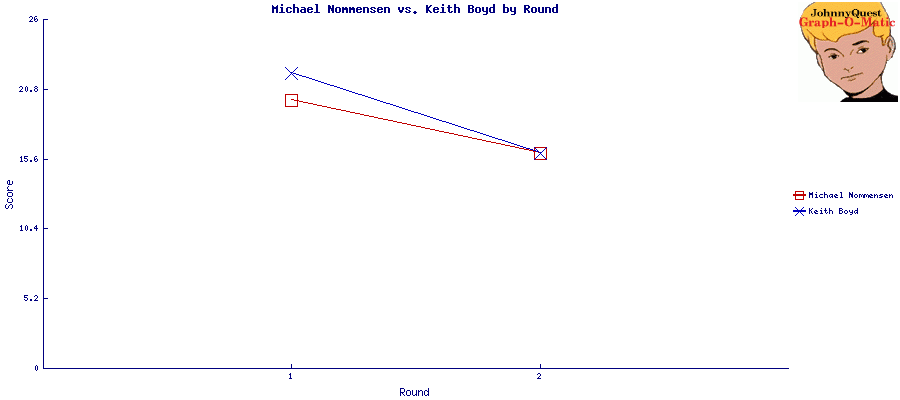 Michael Nommensen vs. Keith Boyd by Round
JohnnyQuest
Graph-O-Matic
26
20.8
15.6
10.4
5.2
0
Score
1
2
Round
Michael Nommensen
Keith Boyd